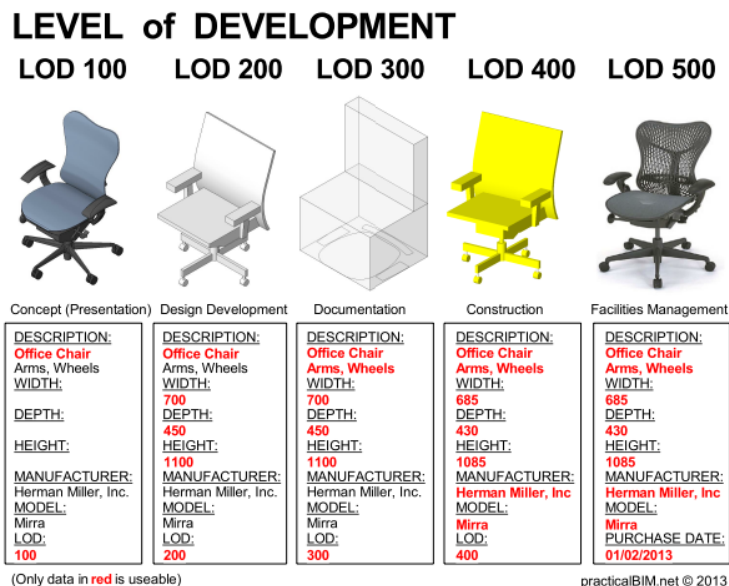 LEVEL of DEVELOPMENT
LOD 100
LOD 200
LOD 300
LOD 400
LOD 500
Concept (Presentation)
Design Development
Documentation
Construction
Facilities Management
DESCRIPTION:
Office Chair
Arms, Wheels
WIDTH:
DEPTH:
HEIGHT:
MANUFACTURER:
Herman Miller, Inc.
MODEL:
Mirra
LOD:
100
DESCRIPTION:
Office Chair
Arms, Wheels
WIDTH:
700
DEPTH:
450
HEIGHT:
1100
MANUFACTURER:
Herman Miller, Inc.
MODEL:
Mirra
LOD:
200
DESCRIPTION:
Office Chair
Arms, Wheels
WIDTH:
700
DEPTH:
450
HEIGHT:
1100
MANUFACTURER:
Herman Miller, Inc.
MODEL:
Mirra
LOD:
300
DESCRIPTION:
Office Chair
Arms, Wheels
WIDTH:
685
DEPTH:
430
HEIGHT:
1085
MANUFACTURER:
Herman Miller, Inc
MODEL:
Mirra
LOD:
400
DESCRIPTION:
Office Chair
Arms, Wheels
WIDTH:
685
DEPTH:
430
HEIGHT:
1085
MANUFACTURER:
Herman Miller, Inc
MODEL:
Mirra
PURCHASE DATE:
01/02/2013
(Only data in red is useable)
practicalBIM.net © 2013